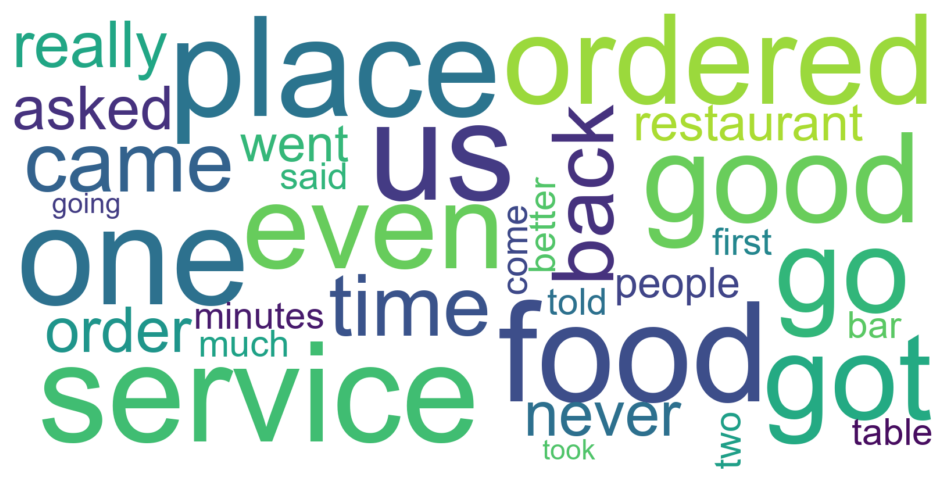 really
place
ordered
asked
us
restaurant
came
went
said
back
good
going
even
one
come
better
first
go
time
people
order
minutes
told
much
food
bar
service
got
never
two
table
took